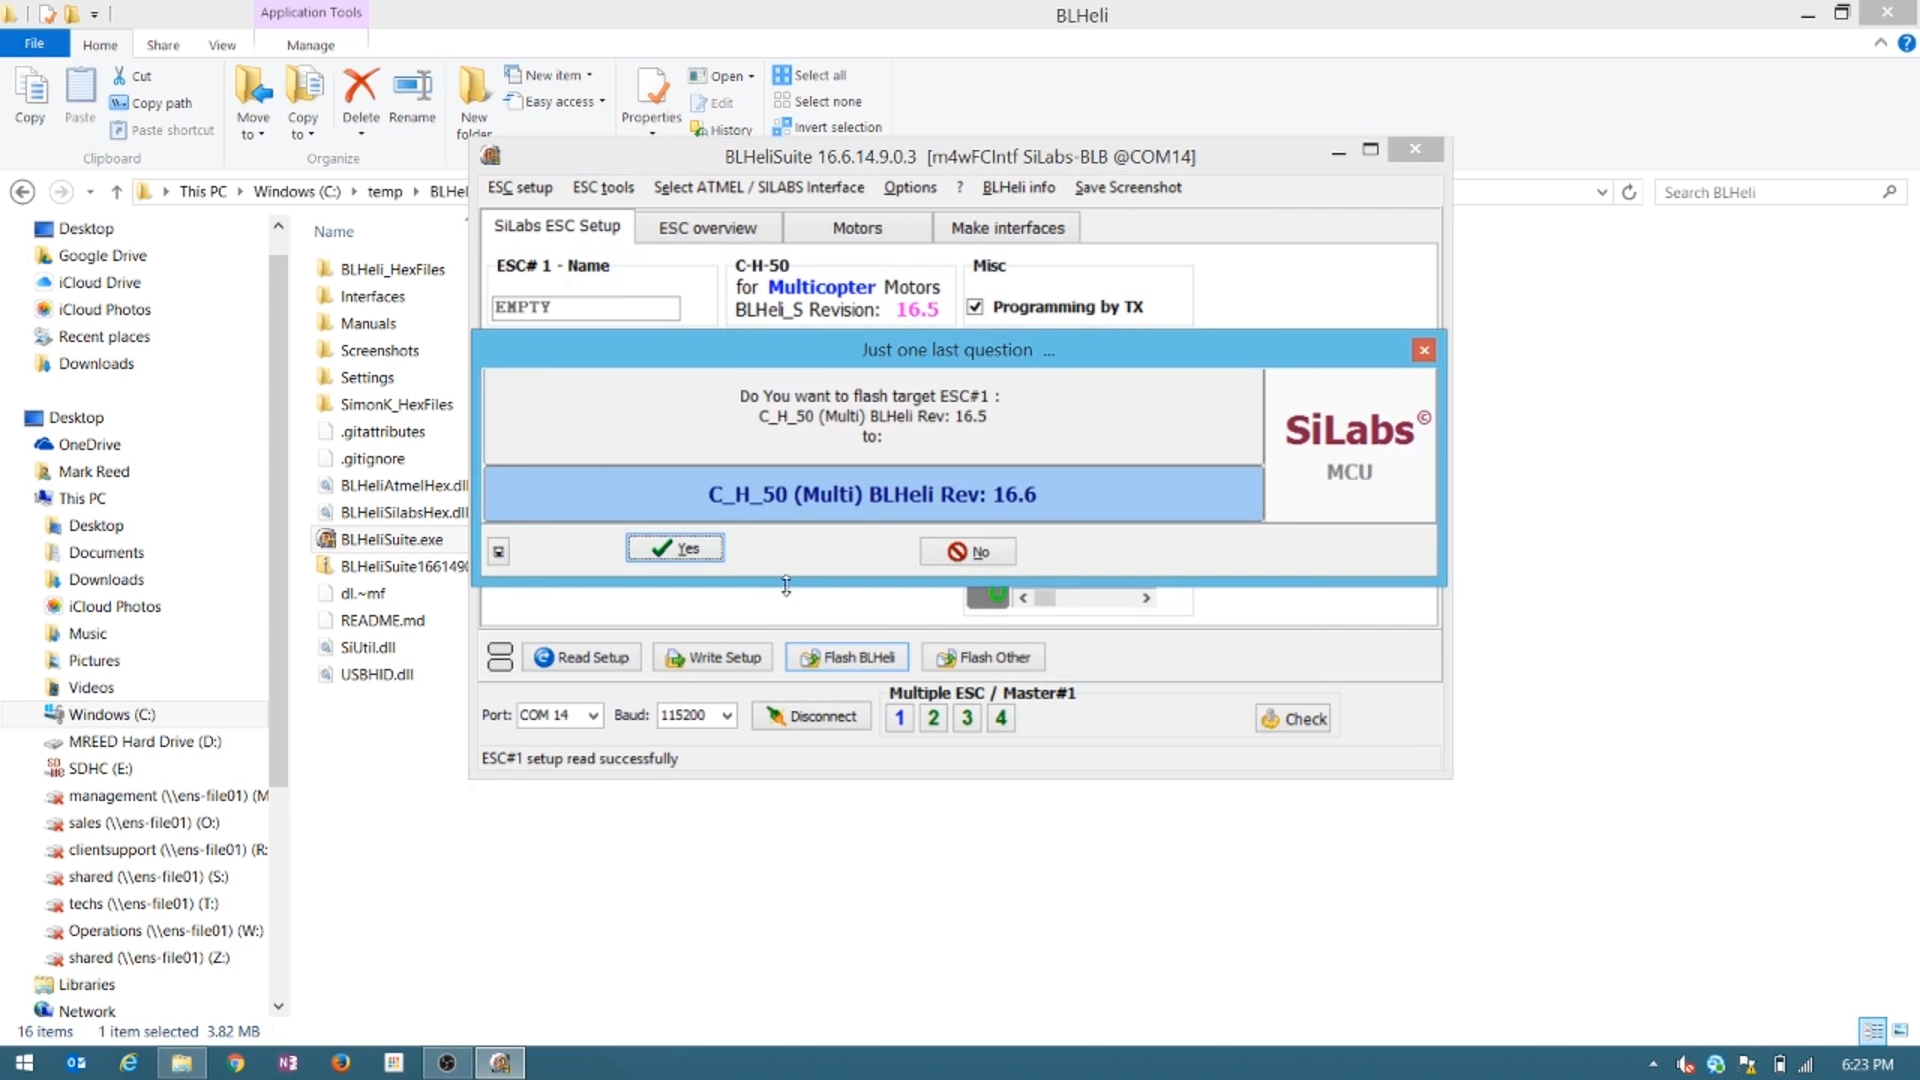 Application Tools
BLHeli
File
Home
Share
View
Manage
Copy
Paste
Cut
Copy path
Paste shortcut
Clipboard
Move to
Copy to
Delete
Rename
Organize
New folder
New item
Easy access
Properties
Open
Edit
History
Select all
Select none
Invert selection
This PC
Windows (C:)
temp
BLHel
Search BLHeli
Desktop
Google Drive
iCloud Drive
iCloud Photos
Recent places
Downloads
Desktop
OneDrive
Mark Reed
This PC
Desktop
Documents
Downloads
iCloud Photos
Music
Pictures
Videos
Windows (C:)
MREED Hard Drive (D:)
SDHC (E:)
management (\\ens-file01) (M
sales (\\ens-file01) (O:)
clientsupport (\\ens-file01) (R:
shared (\\ens-file01) (S:)
techs (\\ens-file01) (T:)
Operations (\\ens-file01) (W:)
shared (\\ens-file01) (Z:)
Libraries
Network
Name
BLHeli_HexFiles
Interfaces
Manuals
Screenshots
Settings
SimonK_HexFiles
.gitattributes
.gitignore
BLHeliAtmelHex.dll
BLHeliSilabsHex.dll
BLHeliSuite.exe
BLHeliSuite1661490
dl.~mf
README.md
SiUtil.dll
USBHID.dll
BLHeliSuite 16.6.14.9.0.3 [m4wFCIntf SiLabs-BLB @COM14]
ESC setup
ESC tools
Select ATMEL / SILABS Interface
Options
?
BLHeli info
Save Screenshot
SiLabs ESC Setup
ESC overview
Motors
Make interfaces
ESC# 1 - Name
EMPTY
C-H-50
for Multicopter Motors
BLHeli_S Revision: 16.5
Misc
Programming by TX
Just one last question ...
Do You want to flash target ESC#1 :
C_H_50 (Multi) BLHeli Rev: 16.5
to:
C_H_50 (Multi) BLHeli Rev: 16.6
SiLabs©
MCU
Yes
No
Read Setup
Write Setup
Flash BLHeli
Flash Other
Port: COM 14
Baud: 115200
Disconnect
Multiple ESC / Master#1
1 2 3 4
Check
ESC#1 setup read successfully
16 items
1 item selected 3.82 MB
6:23 PM